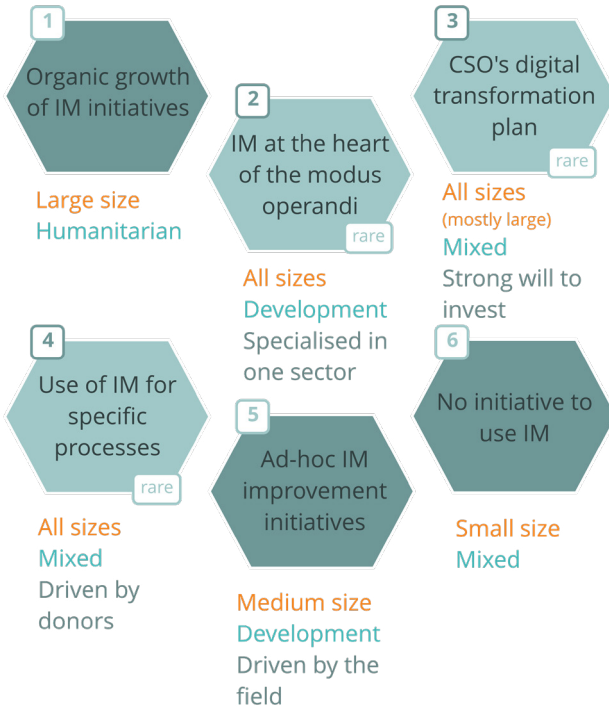 1
Organic growth
of IM initiatives
Large size
Humanitarian
2
IM at the heart
of the modus
operandi
rare
All sizes
Development
Specialised in
one sector
3
CSO's digital
transformation
plan
rare
All sizes
(mostly large)
Mixed
Strong will to
invest
4
Use of IM for
specific
processes
rare
All sizes
Mixed
Driven by
donors
5
Ad-hoc IM
improvement
initiatives
Medium size
Development
Driven by the
field
6
No initiative to
use IM
Small size
Mixed